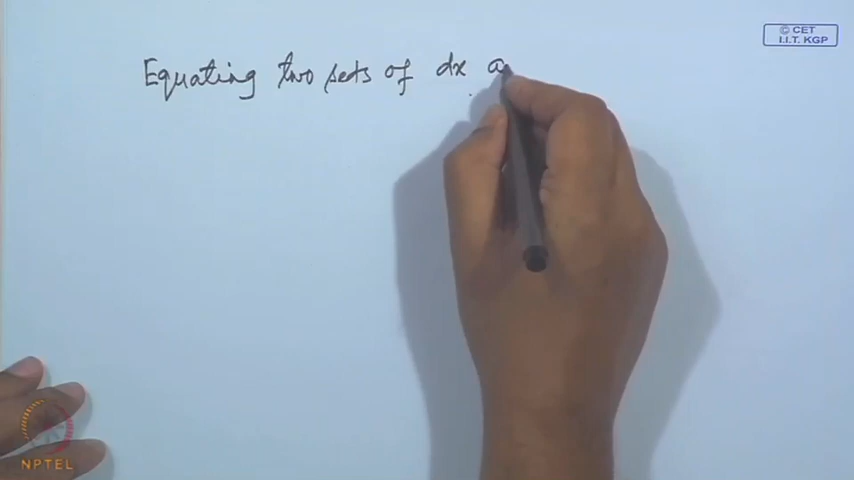 © CET
I.I.T. KGP
Equating two sets of dx a
NPTEL